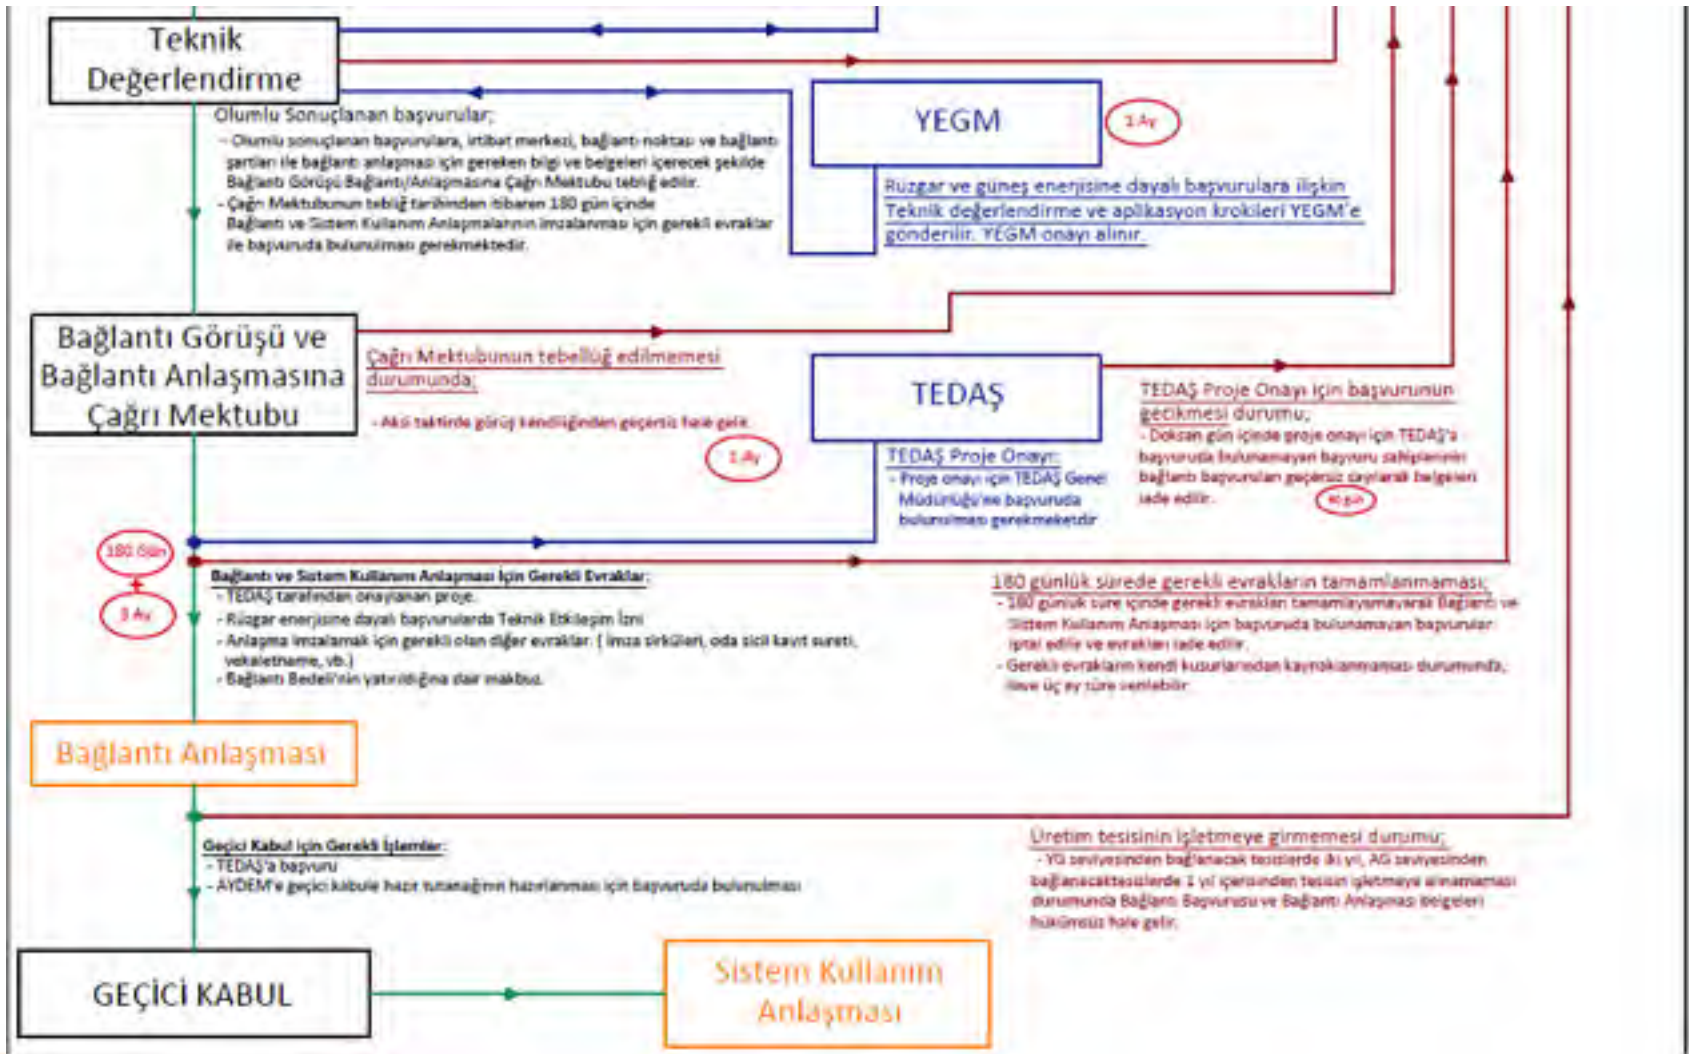 Teknik
Değerlendirme
Olumlu Sonuçlanan başvurular;
- Olumlu sonuçlanan başvurulara, irtibat merkezi, bağlantı noktası ve bağlantı
şartları ile bağlantı anlaşması için gereken bilgi ve belgeleri içerecek şekilde
Bağlantı Görüşü Bağlantı/Anlaşmasına Çağrı Mektubu tebliğ edilir.
- Çağrı Mektubunun tebliğ tarihinden itibaren 180 gün içinde
Bağlantı ve Sistem Kullanım Anlaşmalarının imzalanması için gerekli evraklar
ile başvuruda bulunulması gerekmektedir.
YEGM
Rüzgar ve güneş enerjisine dayalı başvurulara ilişkin
Teknik değerlendirme ve aplikasyon krokileri YEGM'e
gönderilir. YEGM onayı alınır.
Bağlantı Görüşü ve
Bağlantı Anlaşmasına
Çağrı Mektubu
Çağrı Mektubunun tebellüğ edilmemesi
durumunda;
- Aksi taktirde görüş kendiliğinden geçersiz hale gelir.
TEDAŞ
TEDAŞ Proje Onayı:
- Proje onayı için TEDAŞ Genel
Müdürlüğü'ne başvuruda
bulunulması gerekmeketdir
TEDAŞ Proje Onayı için başvurunun
gecikmesi durumu;
- Doksan gün içinde proje onayı için TEDAŞ'a
başvuruda bulunamayan başvuru sahiplerinin
bağlantı başvuruları geçersiz sayılarak belgeleri
iade edilir.
180 Gün
+
3 Ay
Bağlantı ve Sistem Kullanım Anlaşması İçin Gerekli Evraklar;
- TEDAŞ tarafından onaylanan proje.
- Rüzgar enerjisine dayalı başvurularda Teknik Etkileşim İzni
- Anlaşma imzalamak için gerekli olan diğer evraklar. ( imza sirküleri, oda sicil kayıt sureti,
vekaletname, vb.)
- Bağlantı Bedeli'nin yatırıldığına dair makbuz.
180 günlük sürede gerekli evrakların tamamlanmaması;
- 180 günlük süre içinde gerekli evrakları tamamlayamayarak Bağlantı ve
Sistem Kullanım Anlaşması için başvuruda bulunamayan başvurular
iptal edilir ve evrakları iade edilir.
- Gerekli evrakların kendi kusurlarından kaynaklanmaması durumunda,
ilave üç ay süre verilebilir.
Bağlantı Anlaşması
Geçici Kabul için Gerekli İşlemler:
- TEDAŞ'a başvuru
- AYDEM'e geçici kabule hazır tutanağının hazırlanması için başvuruda bulunulması
Üretim tesisinin işletmeye girmemesi durumu;
- YG seviyesinden bağlanacak tesislerde iki yıl, AG seviyesinden
bağlanacaktesislerde 1 yıl içerisinden tesisin işletmeye alınamaması
durumunda Bağlantı Başvurusu ve Bağlantı Anlaşması belgeleri
hükümsüz hale gelir.
GEÇİCİ KABUL
Sistem Kullanım
Anlaşması